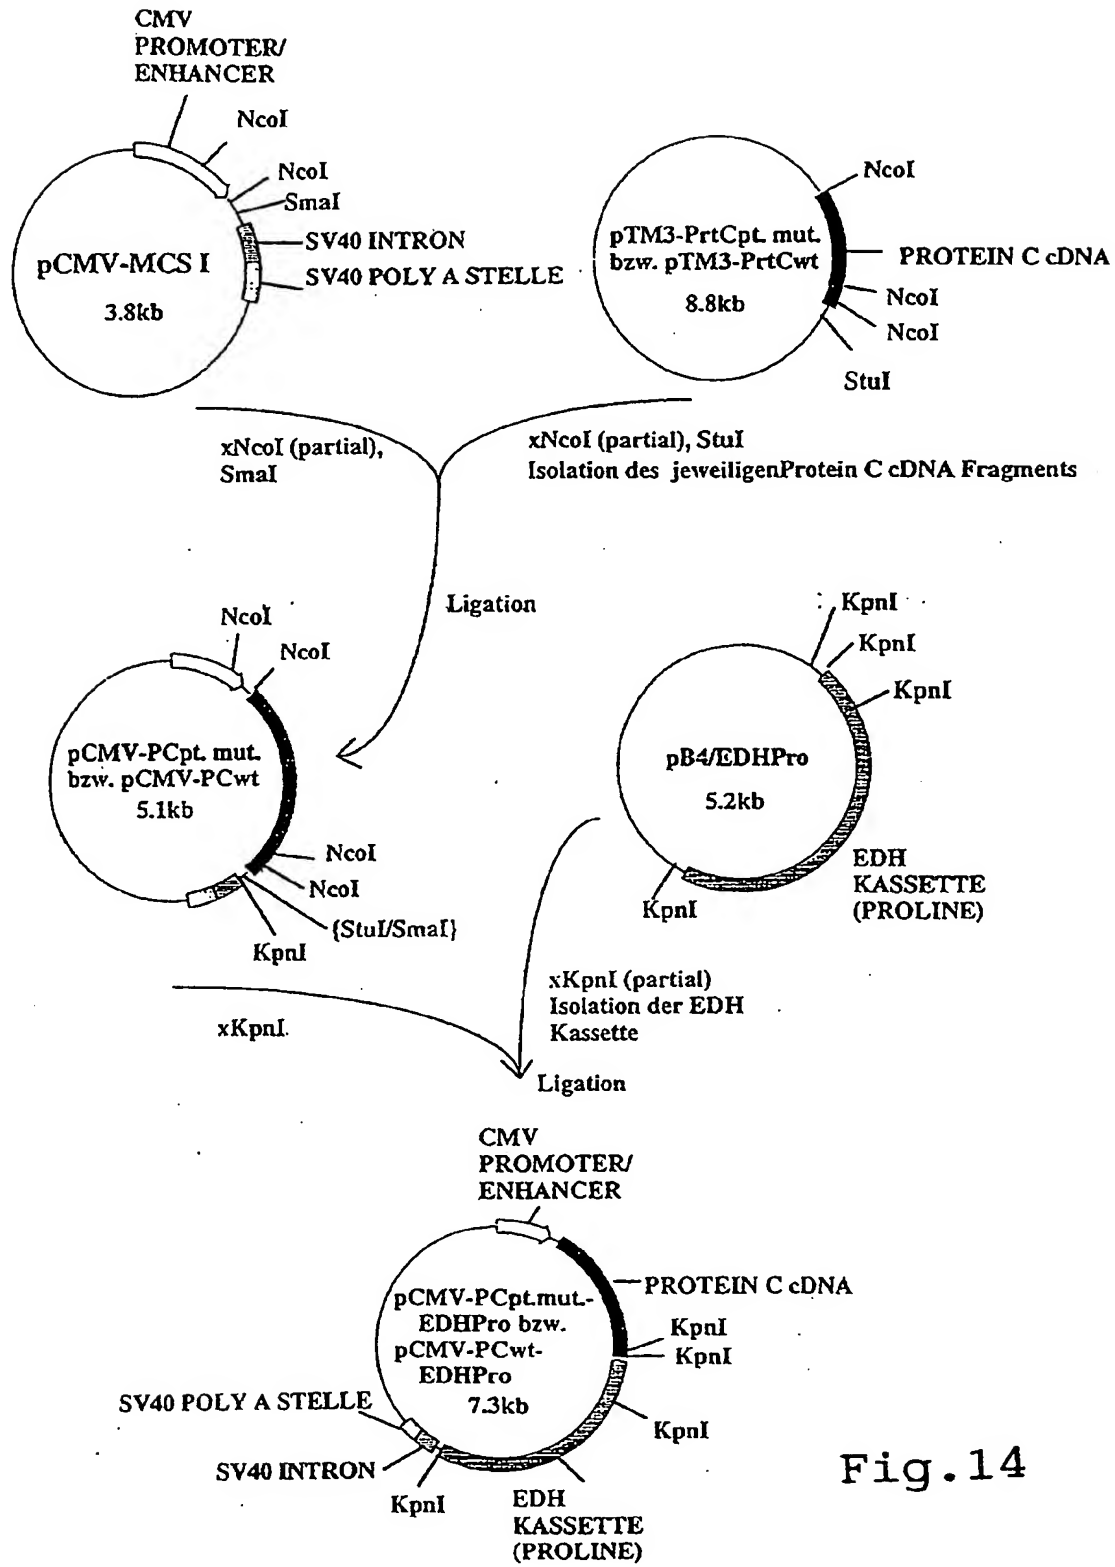 CMV
PROMOTER/
ENHANCER
NcoI
NcoI
SmaI
SV40 INTRON
SV40 POLY A STELLE
pCMV-MCS I
3.8kb
NcoI
pTM3-PrtCpt. mut.
bzw. pTM3-PrtCwt
8.8kb
PROTEIN C cDNA
NcoI
NcoI
StuI
xNcoI (partial),
SmaI
xNcoI (partial), StuI
Isolation des jeweiligenProtein C cDNA Fragments
Ligation
NcoI
NcoI
pCMV-PCpt. mut.
bzw. pCMV-PCwt
5.1kb
NcoI
NcoI
{StuI/SmaI}
KpnI
KpnI
KpnI
KpnI
pB4/EDHPro
5.2kb
EDH
KASSETTE
(PROLINE)
KpnI
xKpnI.
xKpnI (partial)
Isolation der EDH
Kassette
Ligation
CMV
PROMOTER/
ENHANCER
PROTEIN C cDNA
pCMV-PCpt.mut.-
EDHPro bzw.
pCMV-PCwt-
EDHPro
7.3kb
KpnI
KpnI
KpnI
SV40 POLY A STELLE
SV40 INTRON
KpnI
EDH
KASSETTE
(PROLINE)
Fig.14